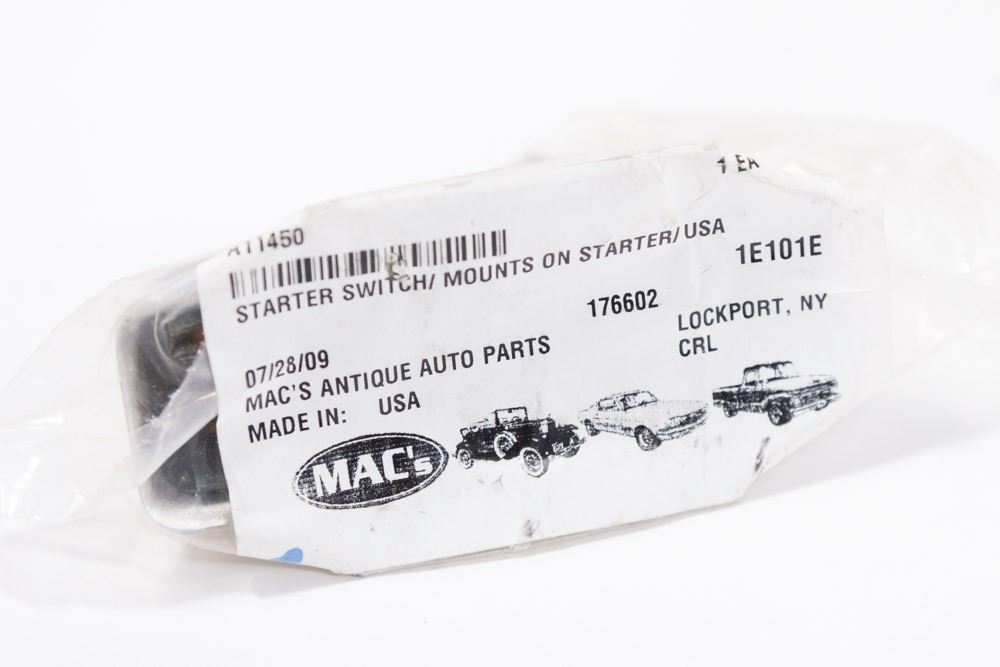 1 EA
A11450
STARTER SWITCH/ MOUNTS ON STARTER/USA
1E101E
176602
LOCKPORT, NY
07/28/09
CRL
MAC'S ANTIQUE AUTO PARTS
MADE IN: USA
MAC's